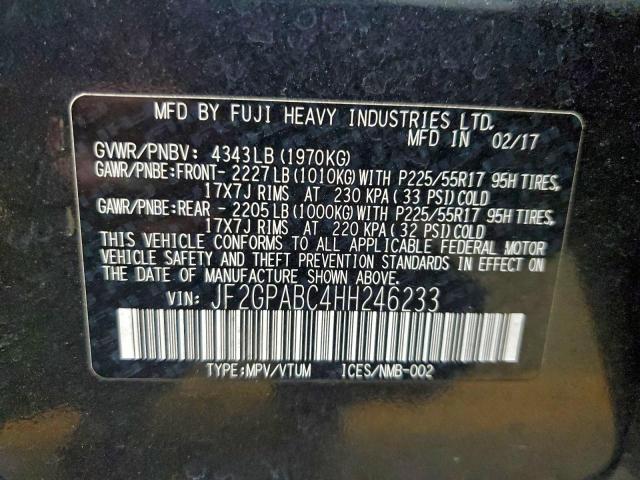 MFD BY FUJI HEAVY INDUSTRIES LTD.
MFD IN 02/17
GVWR/PNBV: 4343LB (1970KG)
GAWR/PNBE:FRONT- 2227LB (1010KG) WITH P225/55R17 95H TIRES,
17X7J RIMS AT 230 KPA ( 33 PSI) COLD
GAWR/PNBE:REAR - 2205LB (1000KG) WITH P225/55R17 95H TIRES,
17X7J RIMS AT 220 KPA ( 32 PSI) COLD
THIS VEHICLE CONFORMS TO ALL APPLICABLE FEDERAL MOTOR
VEHICLE SAFETY AND THEFT PREVENTION STANDARDS IN EFFECT ON
THE DATE OF MANUFACTURE SHOWN ABOVE.
VIN: JF2GPABC4HH246233
TYPE:MPV/VTUM ICES/NMB-002